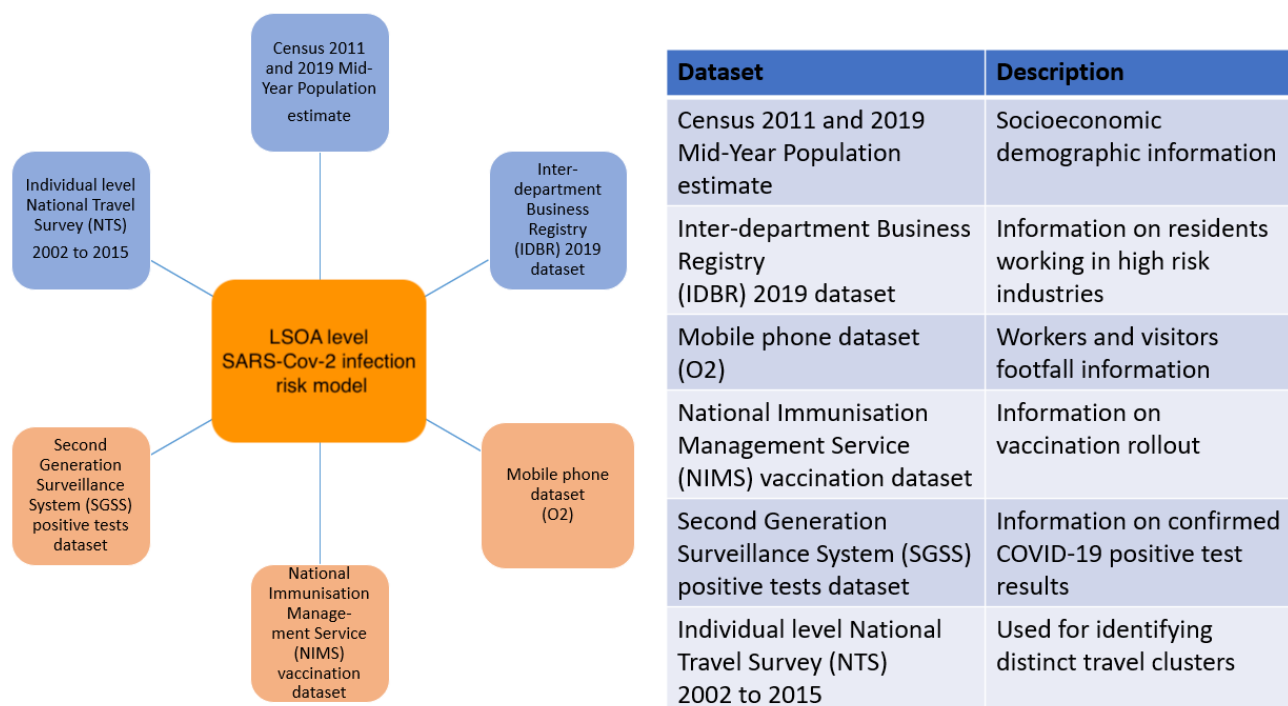 Census 2011
and 2019 Mid-
Year Population
estimate
Individual level
National Travel
Survey (NTS)
2002 to 2015
Inter-
department
Business
Registry
(IDBR) 2019
dataset
LSOA level
SARS-Cov-2 infection
risk model
Second
Generation
Surveillance
System (SGSS)
positive tests
dataset
Mobile phone
dataset
(O2)
National
Immunisation
Manage-
ment Service
(NIMS)
vaccination
dataset
Dataset Description
Census 2011 and 2019 Socioeconomic
Mid-Year Population demographic information
estimate
Inter-department Business Information on residents
Registry working in high risk
(IDBR) 2019 dataset industries
Mobile phone dataset Workers and visitors
(O2) footfall information
National Immunisation Information on
Management Service vaccination rollout
(NIMS) vaccination dataset
Second Generation Information on confirmed
Surveillance System (SGSS) COVID-19 positive test
positive tests dataset results
Individual level National Used for identifying
Travel Survey (NTS) distinct travel clusters
2002 to 2015